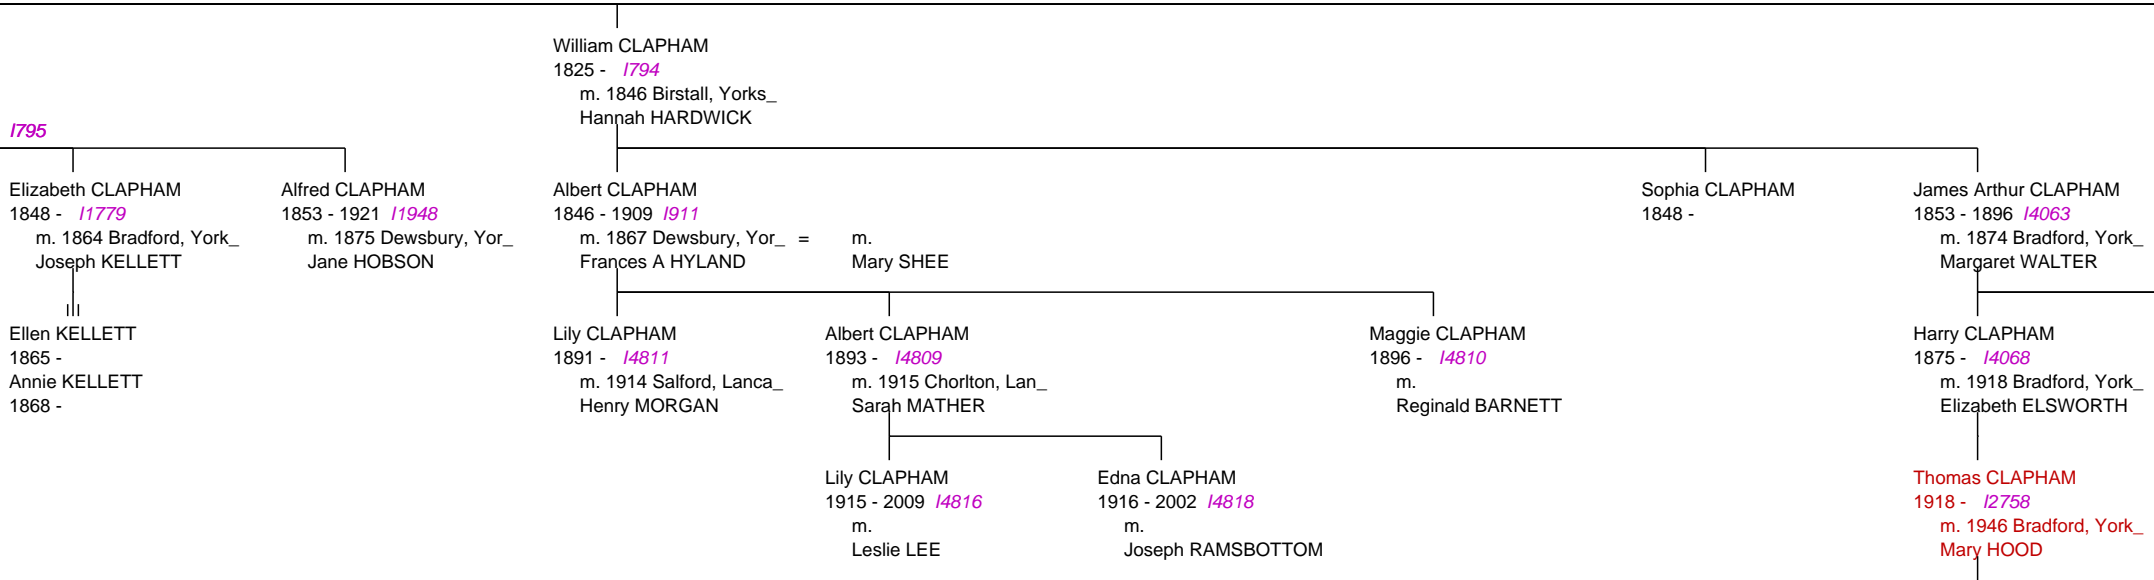 William CLAPHAM
1825 - I794
m. 1846 Birstall, Yorks_
Hannah HARDWICK
I795
Elizabeth CLAPHAM
1848 - I1779
m. 1864 Bradford, York_
Joseph KELLETT
Alfred CLAPHAM
1853 - 1921 I1948
m. 1875 Dewsbury, Yor_
Jane HOBSON
Albert CLAPHAM
1846 - 1909 I911
m. 1867 Dewsbury, Yor_ = m.
Frances A HYLAND Mary SHEE
Sophia CLAPHAM
1848 -
James Arthur CLAPHAM
1853 - 1896 I4063
m. 1874 Bradford, York_
Margaret WALTER
Ellen KELLETT
1865 -
Annie KELLETT
1868 -
Lily CLAPHAM
1891 - I4811
m. 1914 Salford, Lanca_
Henry MORGAN
Albert CLAPHAM
1893 - I4809
m. 1915 Chorlton, Lan_
Sarah MATHER
Maggie CLAPHAM
1896 - I4810
m.
Reginald BARNETT
Harry CLAPHAM
1875 - I4068
m. 1918 Bradford, York_
Elizabeth ELSWORTH
Lily CLAPHAM
1915 - 2009 I4816
m.
Leslie LEE
Edna CLAPHAM
1916 - 2002 I4818
m.
Joseph RAMSBOTTOM
Thomas CLAPHAM
1918 - I2758
m. 1946 Bradford, York_
Mary HOOD